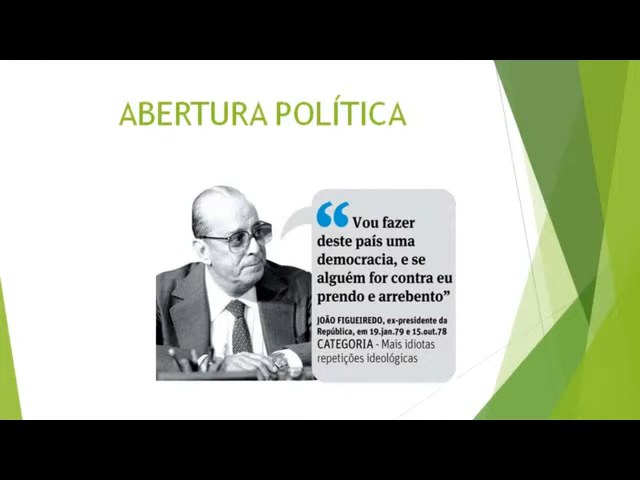 ABERTURA POLÍTICA
“ Vou fazer
deste país uma
democracia, e se
alguém for contra eu
prendo e arrebento”
JOÃO FIGUEIREDO, ex-presidente da
República, em 19.jan.79 e 15.out.78
CATEGORIA - Mais idiotas
repetições ideológicas